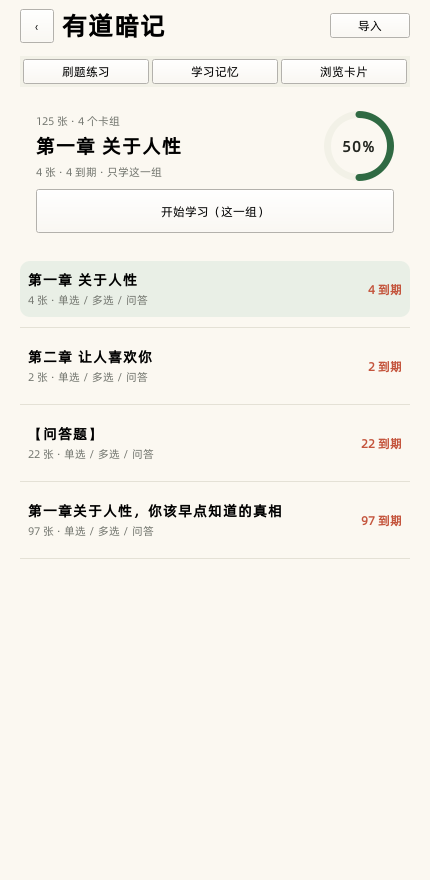 ‹
有道暗记
导入
刷题练习
学习记忆
浏览卡片
125 张 · 4 个卡组
第一章 关于人性
4 张 · 4 到期 · 只学这一组
50%
开始学习（这一组）
第一章 关于人性
4 张 · 单选 / 多选 / 问答
4 到期
第二章 让人喜欢你
2 张 · 单选 / 多选 / 问答
2 到期
【问答题】
22 张 · 单选 / 多选 / 问答
22 到期
第一章关于人性，你该早点知道的真相
97 张 · 单选 / 多选 / 问答
97 到期